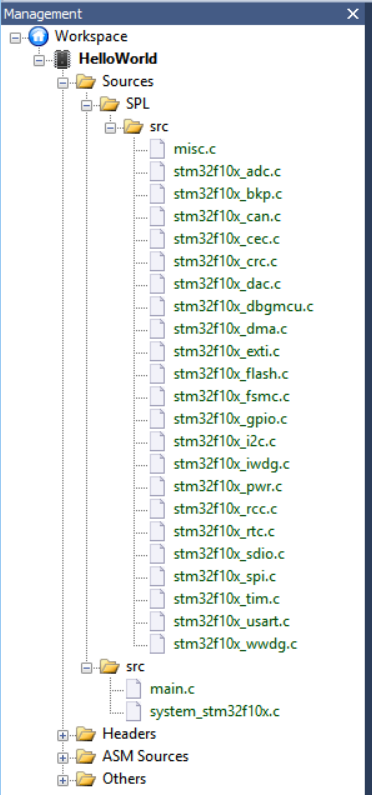 Management
Workspace
HelloWorld
Sources
SPL
src
misc.c
stm32f10x_adc.c
stm32f10x_bkp.c
stm32f10x_can.c
stm32f10x_cec.c
stm32f10x_crc.c
stm32f10x_dac.c
stm32f10x_dbgmcu.c
stm32f10x_dma.c
stm32f10x_exti.c
stm32f10x_flash.c
stm32f10x_fsmc.c
stm32f10x_gpio.c
stm32f10x_i2c.c
stm32f10x_iwdg.c
stm32f10x_pwr.c
stm32f10x_rcc.c
stm32f10x_rtc.c
stm32f10x_sdio.c
stm32f10x_spi.c
stm32f10x_tim.c
stm32f10x_usart.c
stm32f10x_wwdg.c
src
main.c
system_stm32f10x.c
Headers
ASM Sources
Others